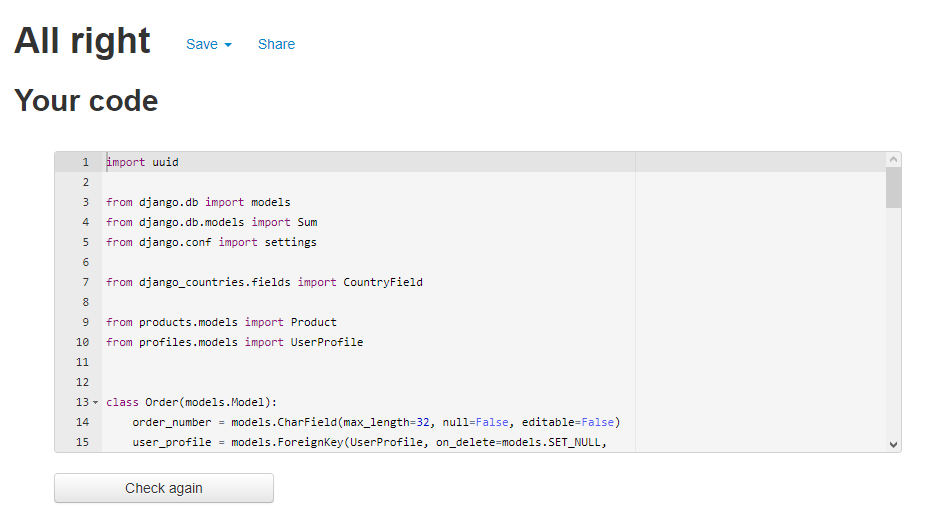 All right Save Share
Your code
1 import uuid
2
3 from django.db import models
4 from django.db.models import Sum
5 from django.conf import settings
6
7 from django_countries.fields import CountryField
8
9 from products.models import Product
10 from profiles.models import UserProfile
11
12
13 class Order(models.Model):
14 order_number = models.CharField(max_length=32, null=False, editable=False)
15 user_profile = models.ForeignKey(UserProfile, on_delete=models.SET_NULL,
Check again